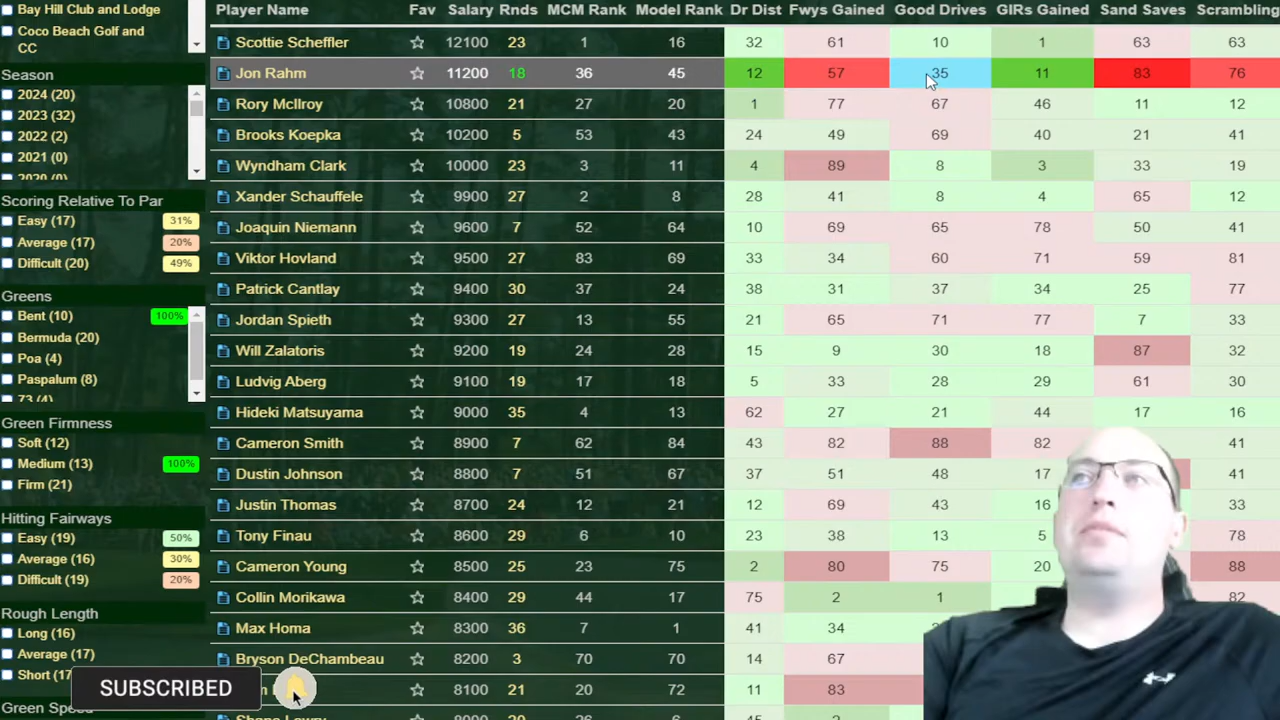 Bay Hill Club and Lodge
Coco Beach Golf and
CC
Season
2024 (20)
2023 (32)
2022 (2)
2021 (0)
2020 (0)
Scoring Relative To Par
Easy (17) 31%
Average (17) 20%
Difficult (20) 49%
Greens
Bent (10) 100%
Bermuda (20)
Poa (4)
Paspalum (8)
Green Firmness
Soft (12)
Medium (13) 100%
Firm (21)
Hitting Fairways
Easy (19) 50%
Average (16) 30%
Difficult (19) 20%
Rough Length
Long (16)
Average (17)
Short (17
Green Speed
SUBSCRIBED
Player Name Fav Salary Rnds MCM Rank Model Rank Dr Dist Fwys Gained Good Drives GIRs Gained Sand Saves Scrambling
Scottie Scheffler 12100 23 1 16 32 61 10 1 63 63
Jon Rahm 11200 18 36 45 12 57 35 11 83 76
Rory McIlroy 10800 21 27 20 1 77 67 46 11 12
Brooks Koepka 10200 5 53 43 24 49 69 40 21 41
Wyndham Clark 10000 23 3 11 4 89 8 3 33 19
Xander Schauffele 9900 27 2 8 28 41 8 4 65 12
Joaquin Niemann 9600 7 52 64 10 69 65 78 50 41
Viktor Hovland 9500 27 83 69 33 34 60 71 59 81
Patrick Cantlay 9400 30 37 24 38 31 37 34 25 77
Jordan Spieth 9300 27 13 55 21 65 71 77 7 33
Will Zalatoris 9200 19 24 28 15 9 30 18 87 32
Ludvig Aberg 9100 19 17 18 5 33 28 29 61 30
Hideki Matsuyama 9000 35 4 13 62 27 21 44 17 16
Cameron Smith 8900 7 62 84 43 82 88 82 41
Dustin Johnson 8800 7 51 67 37 51 48 17 41
Justin Thomas 8700 24 12 21 12 69 43 16 33
Tony Finau 8600 29 6 10 23 38 13 5 78
Cameron Young 8500 25 23 75 2 80 75 20 88
Collin Morikawa 8400 29 44 17 75 2 1 82
Max Homa 8300 36 7 1 41 34
Bryson DeChambeau 8200 3 70 70 14 67
8100 21 20 72 11 83
Shane Lowry